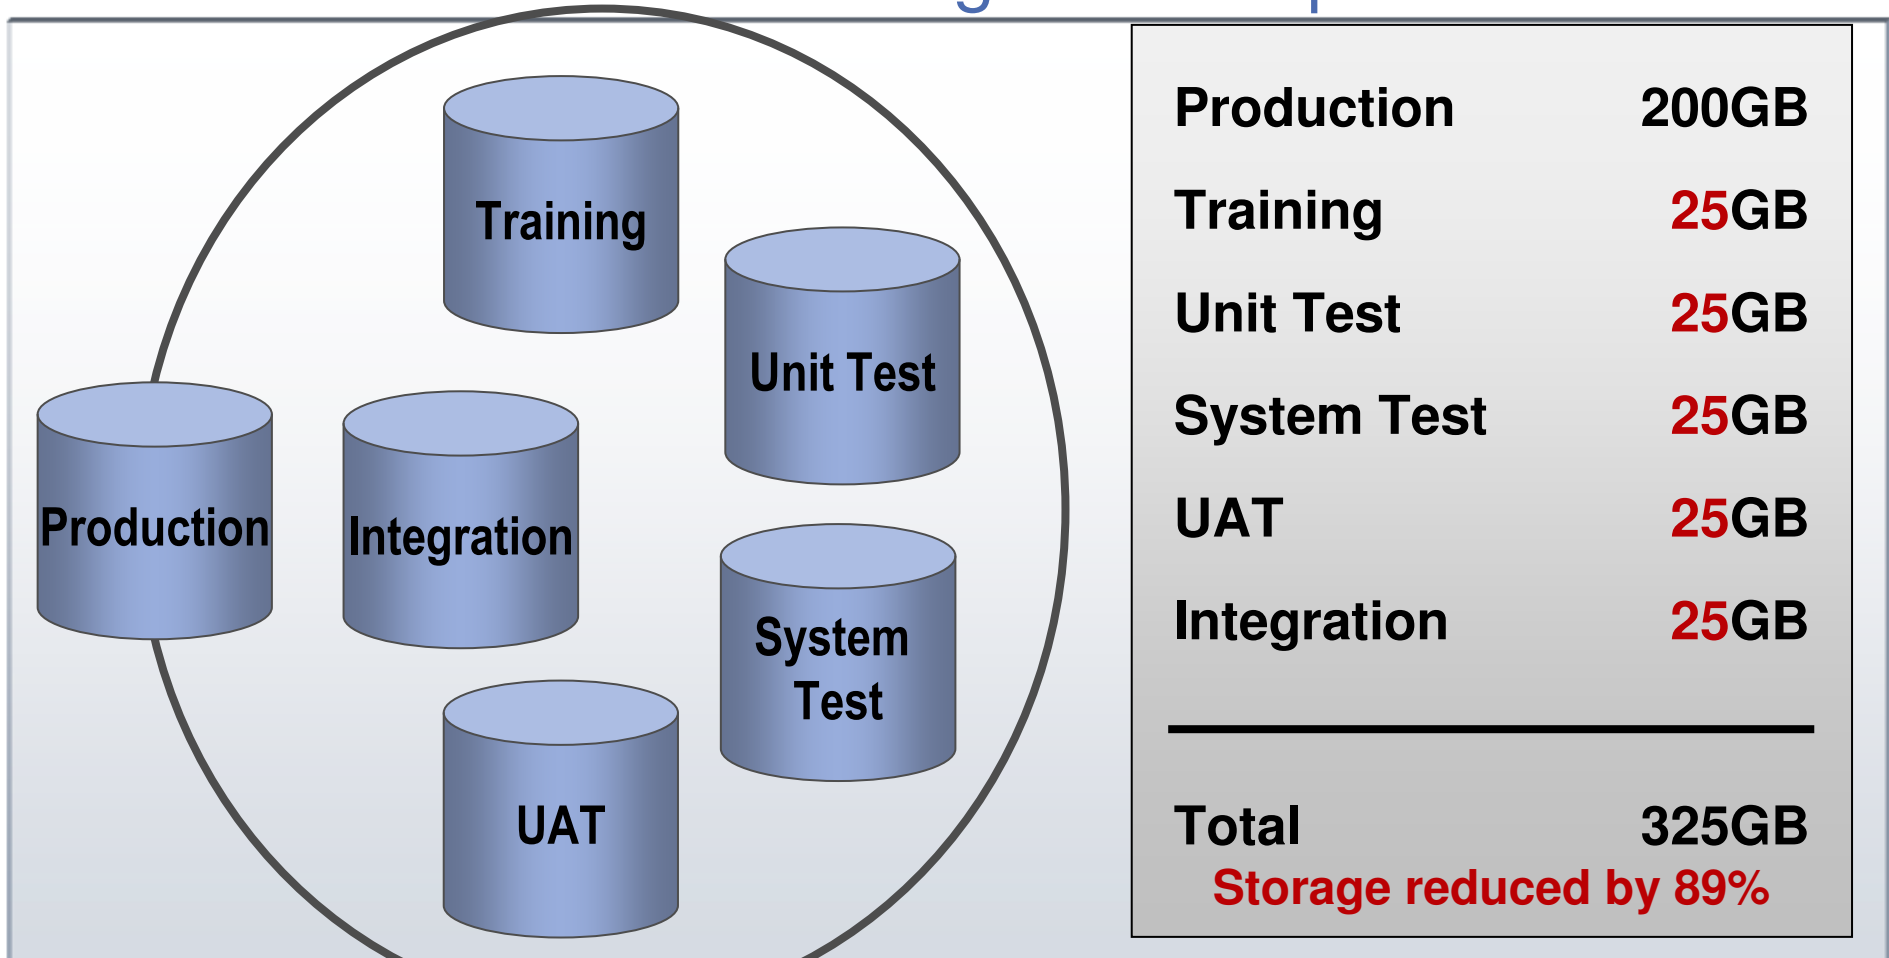 Training
Unit Test
Production
Integration
System
Test
UAT
Production 200GB
Training 25GB
Unit Test 25GB
System Test 25GB
UAT 25GB
Integration 25GB
Total 325GB
Storage reduced by 89%